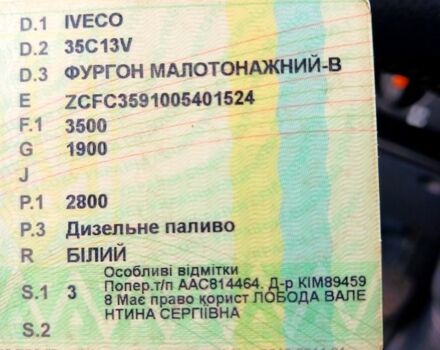 D.1 IVECO
D.2 35C13V
D.3 ФУРГОН МАЛОТОНАЖНИЙ-В
E ZCFC3591005401524
F.1 3500
G 1900
J
P.1 2800
P.3 Дизельне паливо
R БІЛИЙ
Особливі відмітки
S.1 3 Попер.т/п ААС814464. Д-р КІМ89459
8 Має право корист ЛОБОДА ВАЛЕ
S.2 НТИНА СЕРГІЇВНА